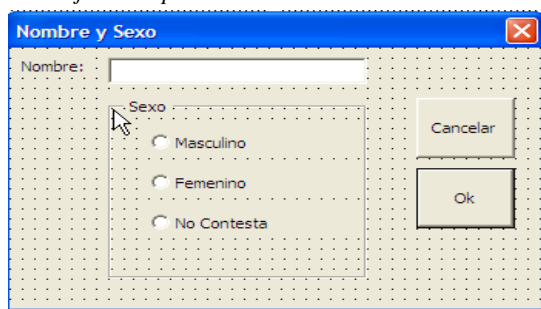 Nombre y Sexo
Nombre:
Sexo
Masculino
Femenino
No Contesta
Cancelar
Ok